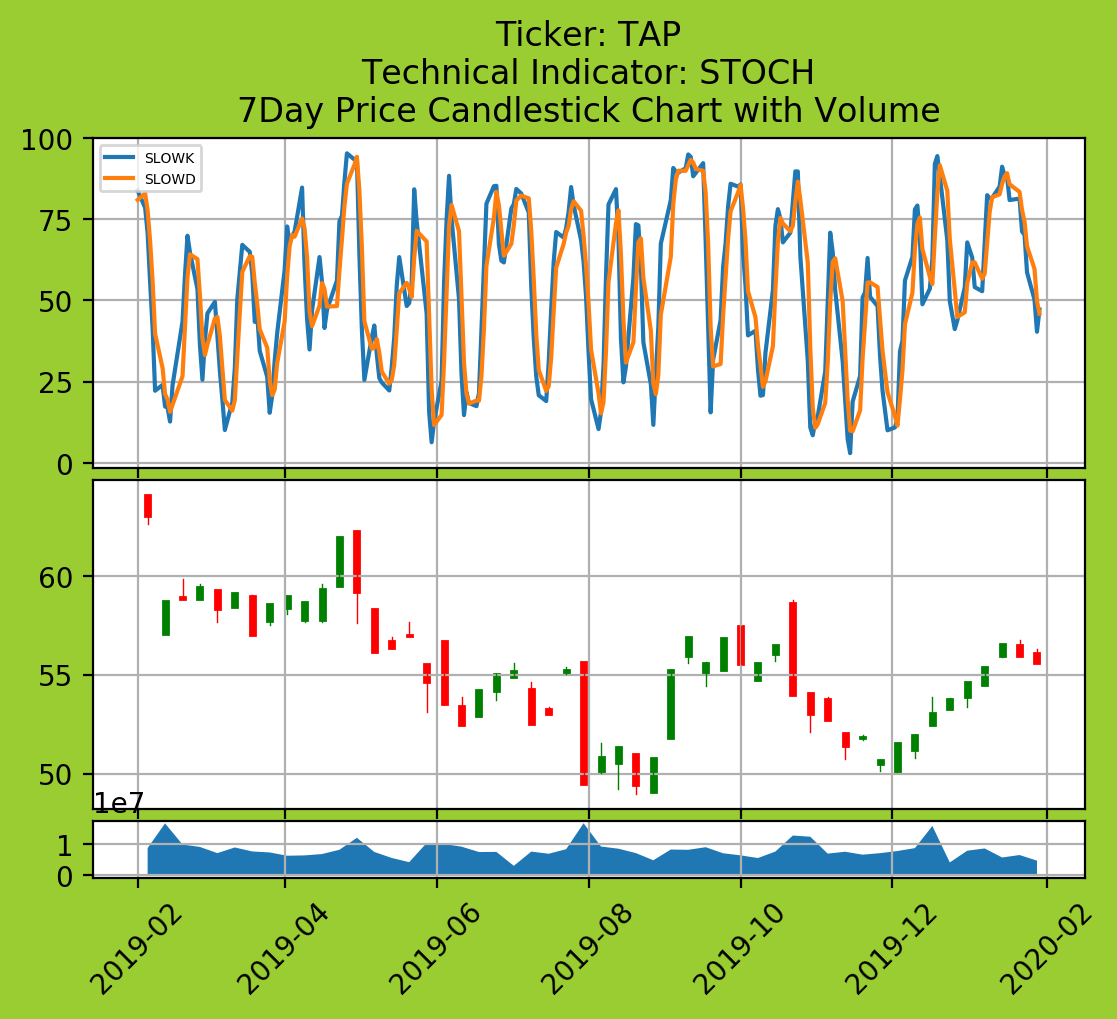 Ticker: TAP
Technical Indicator: STOCH
7Day Price Candlestick Chart with Volume
100
SLOWK
SLOWD
75
50
25
0
60
55
50
1e7
1
0
2019-02
2019-04
2019-06
2019-08
2019-10
2019-12
2020-02